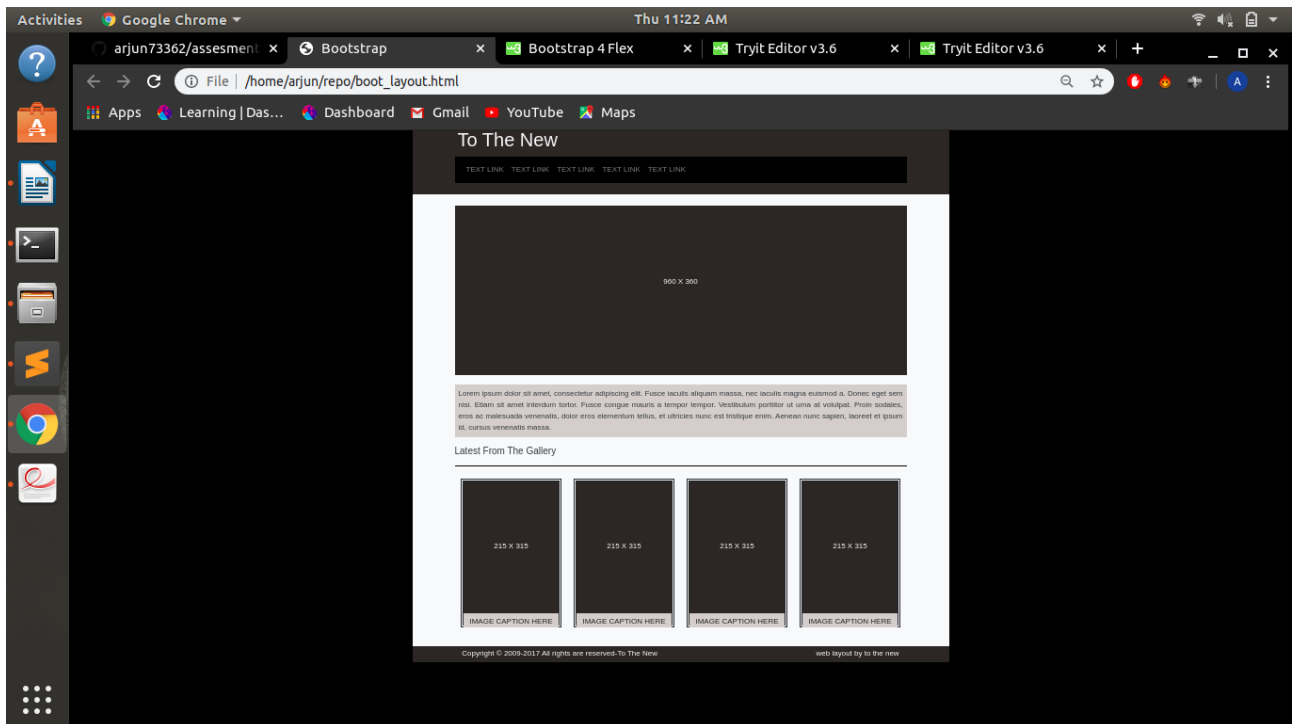 Activities Google Chrome Thu 11:22 AM
arjun73362/assesment Bootstrap Bootstrap 4 Flex Tryit Editor v3.6 Tryit Editor v3.6
File | /home/arjun/repo/boot_layout.html A
Apps Learning | Das... Dashboard Gmail YouTube Maps
To The New
TEXT LINK TEXT LINK TEXT LINK TEXT LINK TEXT LINK
960 X 360
Lorem ipsum dolor sit amet, consectetur adipiscing elit. Fusce iaculis aliquam massa, nec iaculis magna euismod a. Donec eget sem
nisi. Etiam sit amet interdum tortor. Fusce congue mauris a tempor tempor. Vestibulum porttitor ut urna at volutpat. Proin sodales,
eros ac malesuada venenatis, dolor eros elementum tellus, et ultricies nunc est tristique enim. Aenean nunc sapien, laoreet et ipsum
id, cursus venenatis massa.
Latest From The Gallery
215 X 315 215 X 315 215 X 315 215 X 315
IMAGE CAPTION HERE IMAGE CAPTION HERE IMAGE CAPTION HERE IMAGE CAPTION HERE
Copyright © 2009-2017 All rights are reserved-To The New web layout by to the new